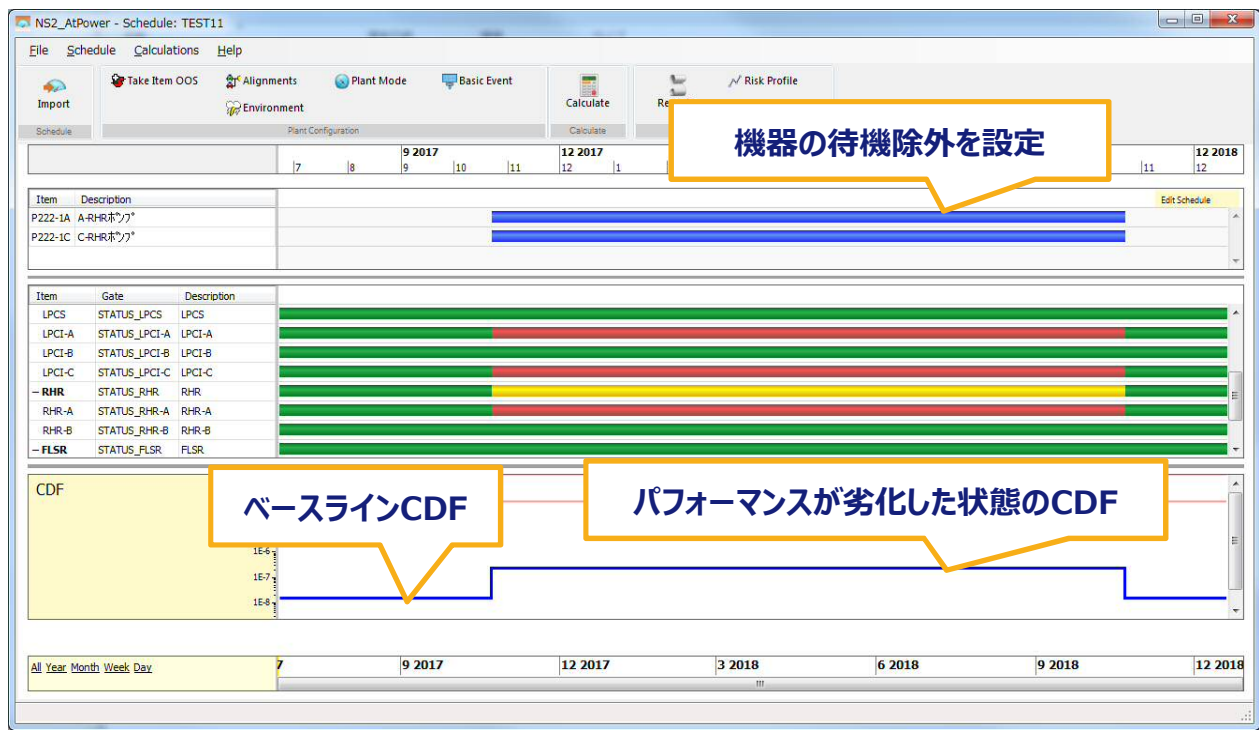 NS2_AtPower - Schedule: TEST11
File Schedule Calculations Help
Take Item OOS Alignments Plant Mode Basic Event Risk Profile
Import Environment Calculate
Schedule Plant Configuration Calculate
機器の待機除外を設定
9 2017 12 2017 12 2018
7 8 9 10 11 12 1 11 12
Item Description Edit Schedule
P222-1A A-RHRポンプ
P222-1C C-RHRポンプ
Item Gate Description
LPCS STATUS_LPCS LPCS
LPCI-A STATUS_LPCI-A LPCI-A
LPCI-B STATUS_LPCI-B LPCI-B
LPCI-C STATUS_LPCI-C LPCI-C
RHR STATUS_RHR RHR
RHR-A STATUS_RHR-A RHR-A
RHR-B STATUS_RHR-B RHR-B
FLSR STATUS_FLSR FLSR
CDF
ベースラインCDF
パフォーマンスが劣化した状態のCDF
1E-6
1E-7
1E-8
All Year Month Week Day 7 9 2017 12 2017 3 2018 6 2018 9 2018 12 2018